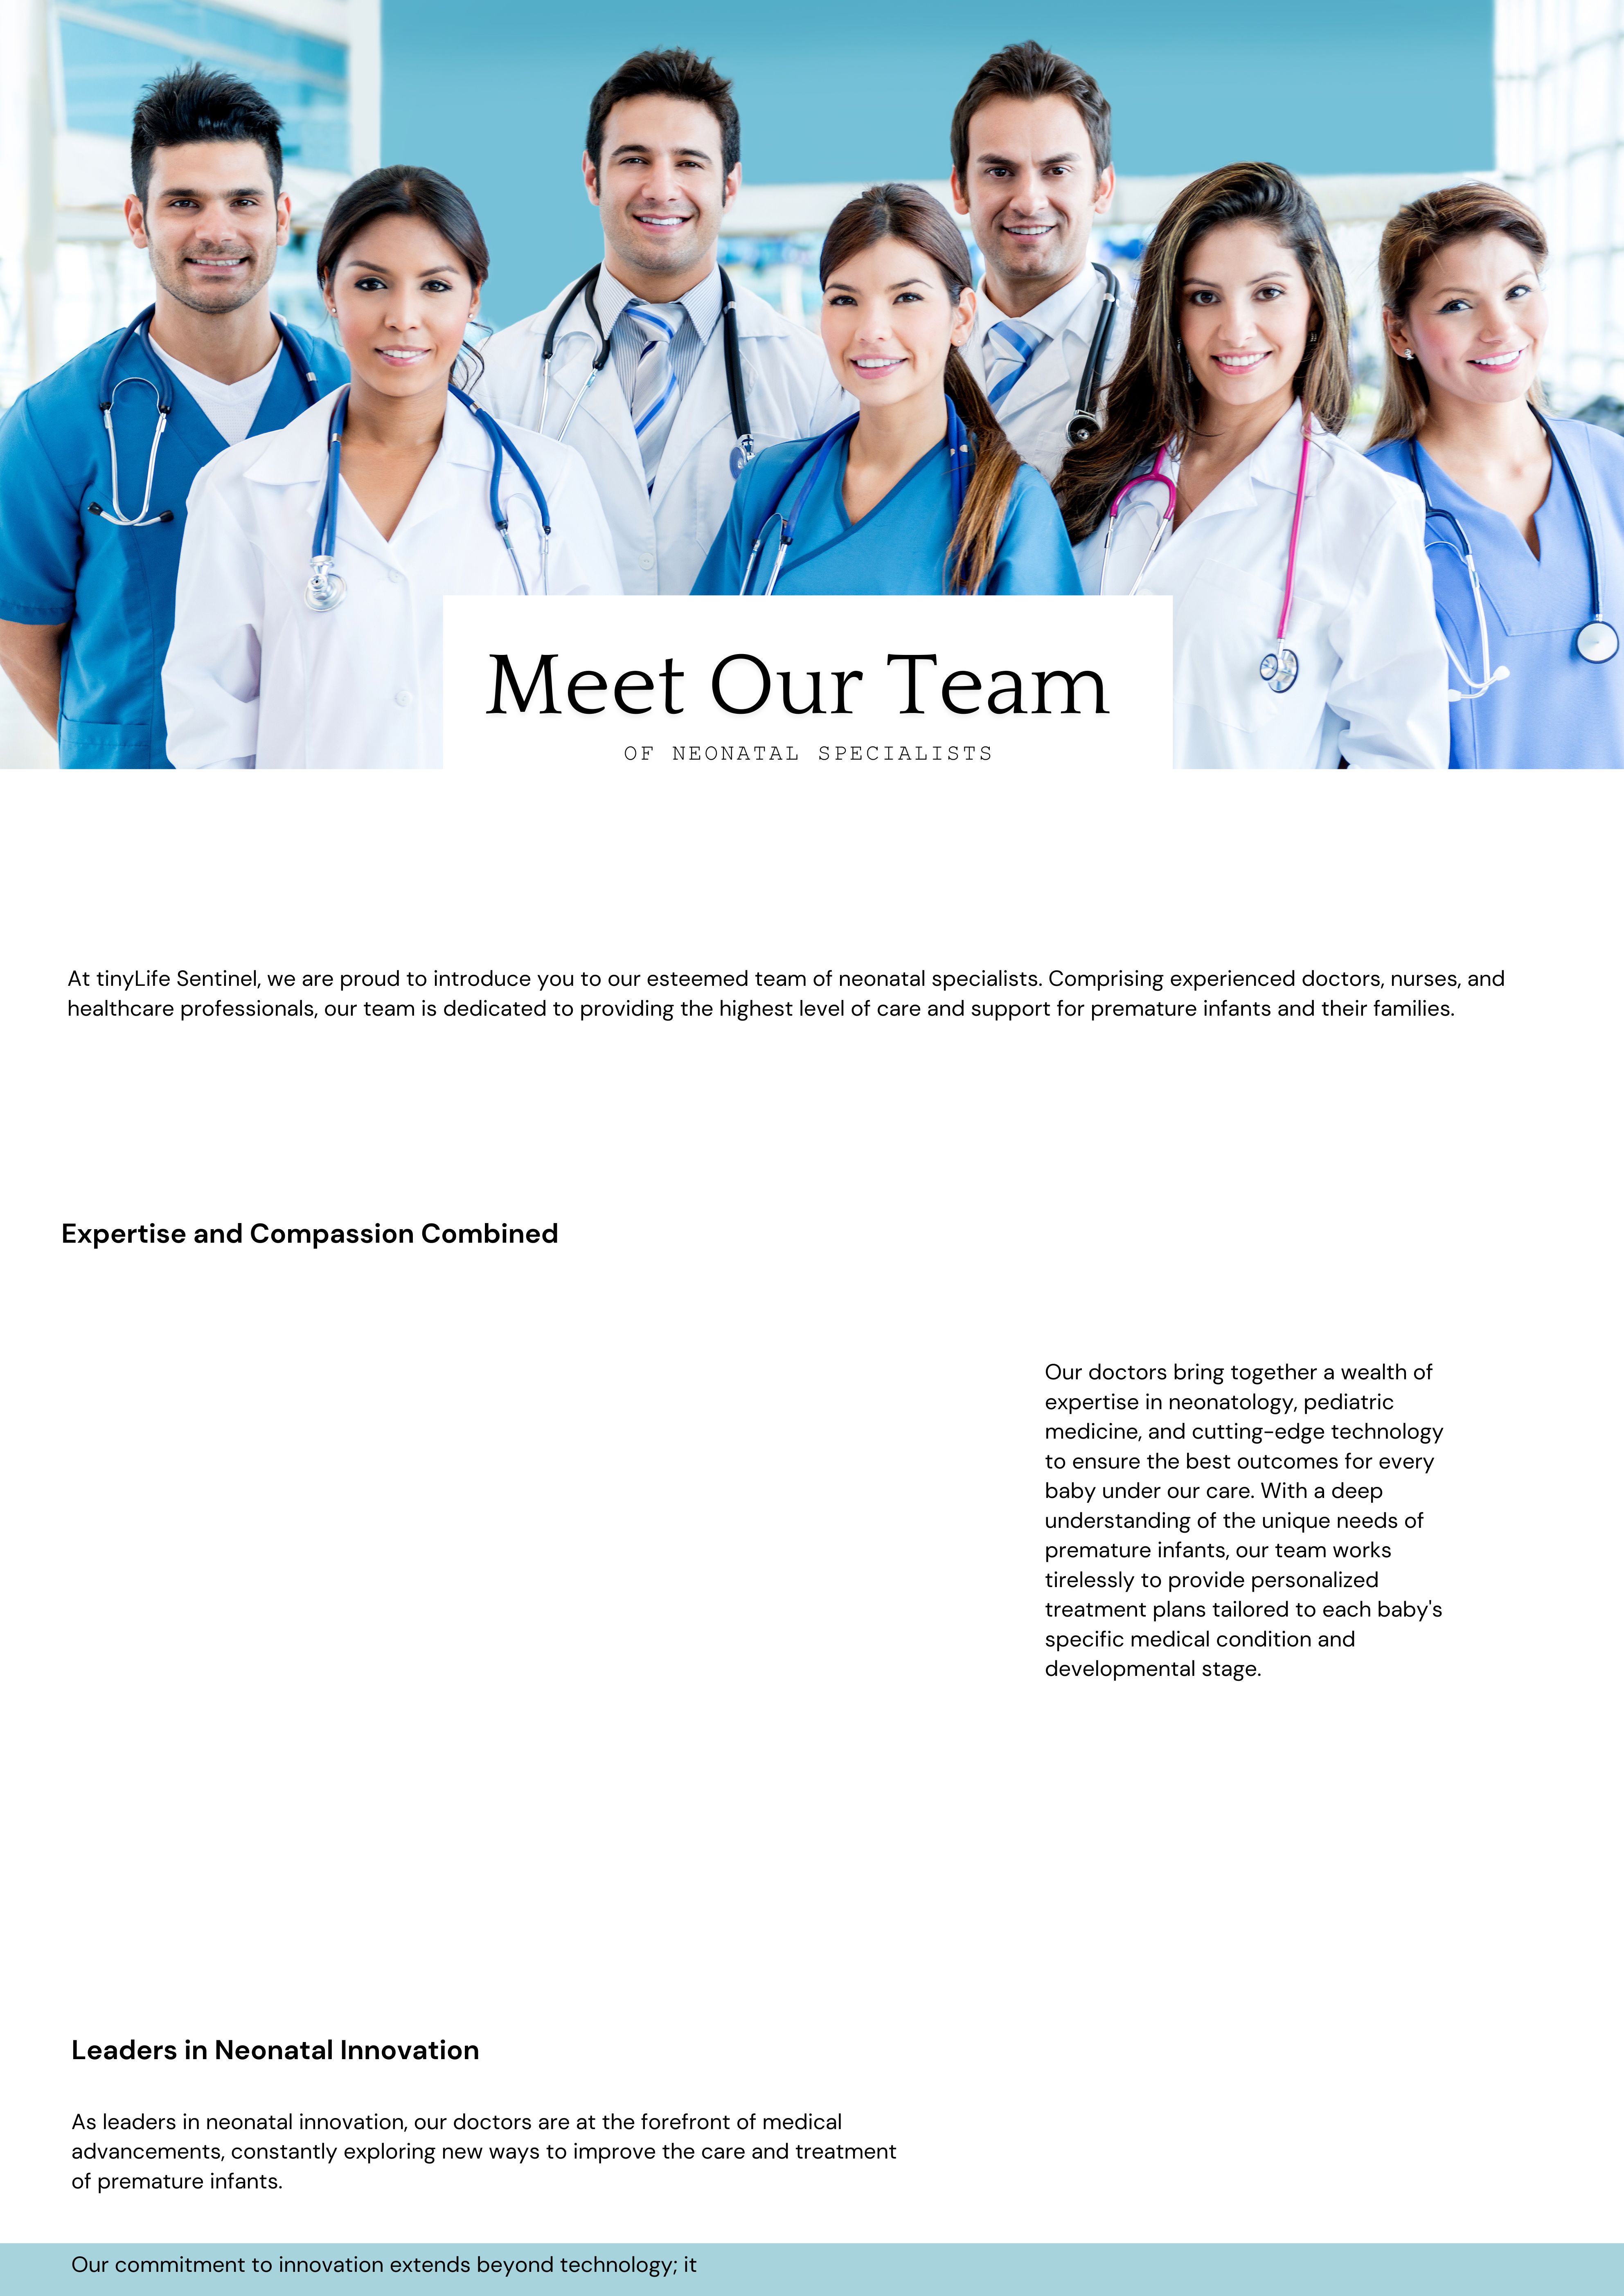 Meet Our Team
OF NEONATAL SPECIALISTS
At tinyLife Sentinel, we are proud to introduce you to our esteemed team of neonatal specialists. Comprising experienced doctors, nurses, and
healthcare professionals, our team is dedicated to providing the highest level of care and support for premature infants and their families.
Expertise and Compassion Combined
Our doctors bring together a wealth of
expertise in neonatology, pediatric
medicine, and cutting-edge technology
to ensure the best outcomes for every
baby under our care. With a deep
understanding of the unique needs of
premature infants, our team works
tirelessly to provide personalized
treatment plans tailored to each baby's
specific medical condition and
developmental stage.
Leaders in Neonatal Innovation
As leaders in neonatal innovation, our doctors are at the forefront of medical
advancements, constantly exploring new ways to improve the care and treatment
of premature infants.
Our commitment to innovation extends beyond technology; it